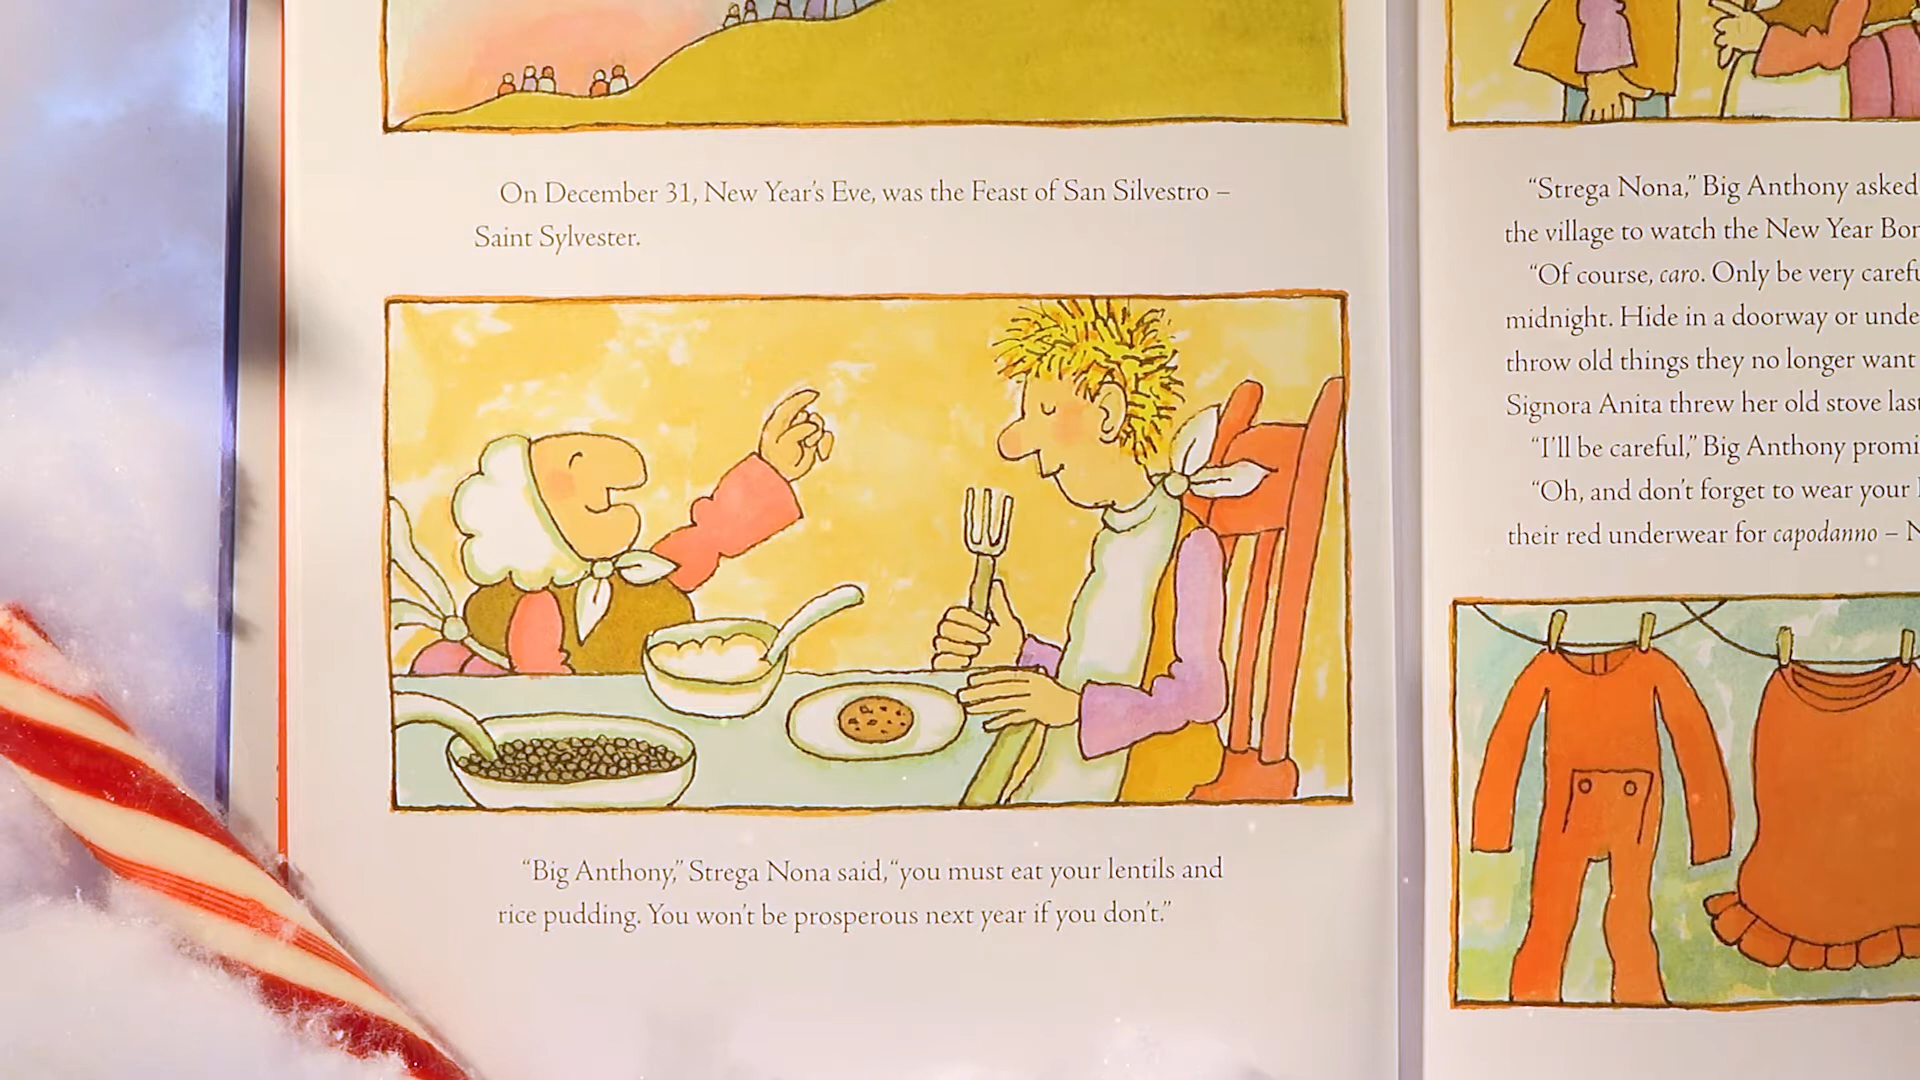 On December 31, New Year's Eve, was the Feast of San Silvestro –
Saint Sylvester.
"Big Anthony," Strega Nona said, "you must eat your lentils and
rice pudding. You won't be prosperous next year if you don't."
"Strega Nona," Big Anthony asked
the village to watch the New Year
"Of course, caro. Only be very
midnight. Hide in a doorway or
throw old things they no longer want
Signora Anita threw her old stove
"I'll be careful," Big Anthony
"Oh, and don't forget to wear your
their red underwear for capodanno –